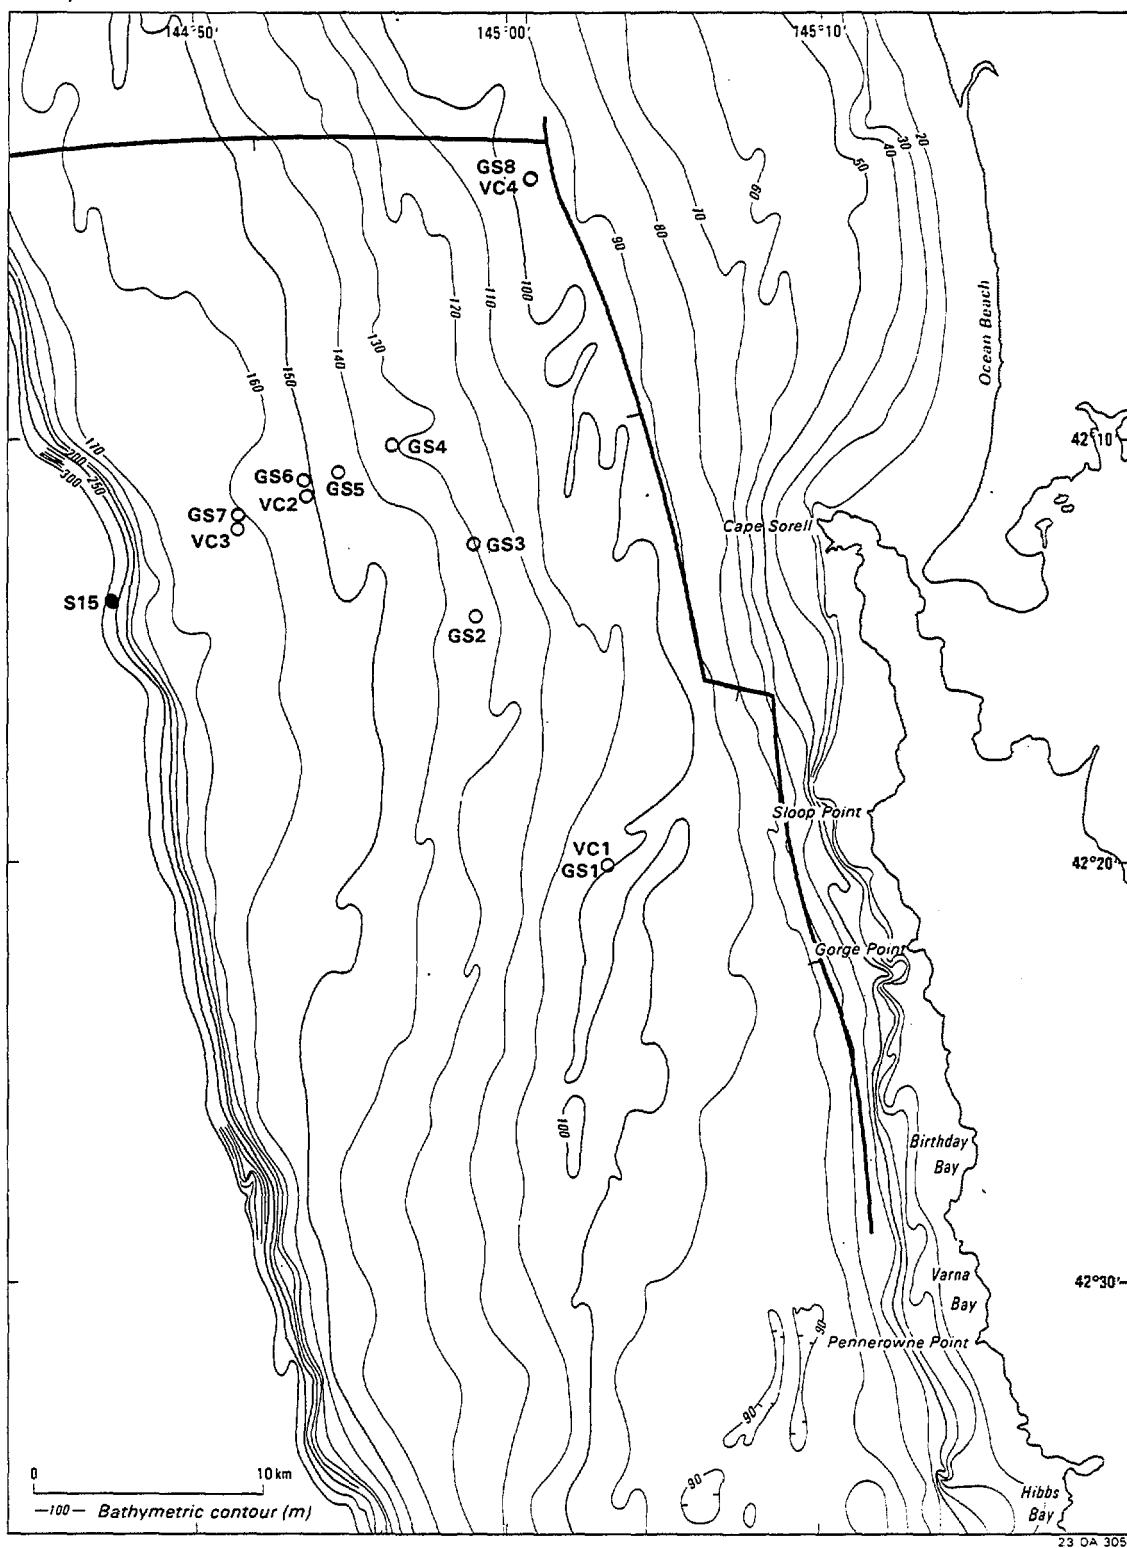 144°50'
145°00'
145°10'
20
30
40
50
60
70
80
90
100
110
120
130
140
150
160
170
200
250
300
GS8
VC4
Ocean Beach
42°10'
GS4
GS6
GS5
VC2
GS7
VC3
GS3
Cape Sorell
S15
GS2
Sloop Point
VC1
GS1
42°20'
Gorge Point
100
Birthday
Bay
Varna
Bay
42°30'
90
Pennerowne Point
90
90
0
10 km
—100— Bathymetric contour (m)
Hibbs
Bay
23 OA 305